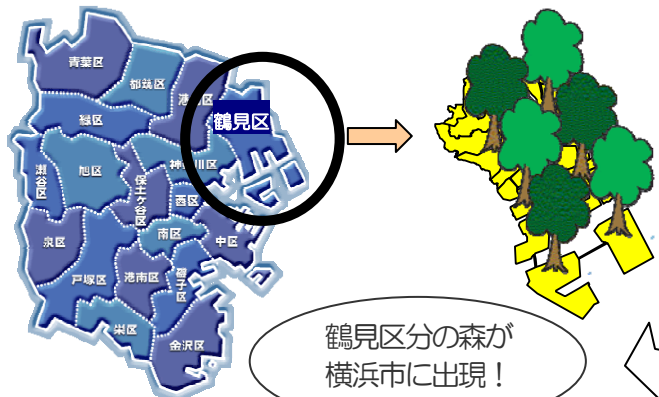 青葉区
都筑区
港北区
鶴見区
緑区
瀬谷区
旭区
保土ヶ谷区
神奈川区
西区
泉区
南区
中区
戸塚区
港南区
磯子区
栄区
金沢区
鶴見区分の森が
横浜市に出現！